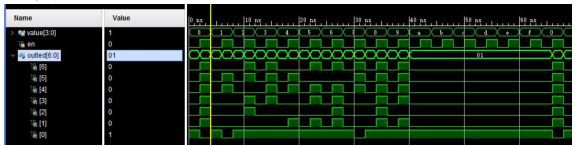 Name Value 0 ns 10 ns 20 ns 30 ns 40 ns 50 ns 60 ns
value[3:0] 1 0 1 2 3 4 5 6 7 8 9 a b c d e f 0
en 0
outled[6:0] 01 01
[6] 0
[5] 0
[4] 0
[3] 0
[2] 0
[1] 0
[0] 1